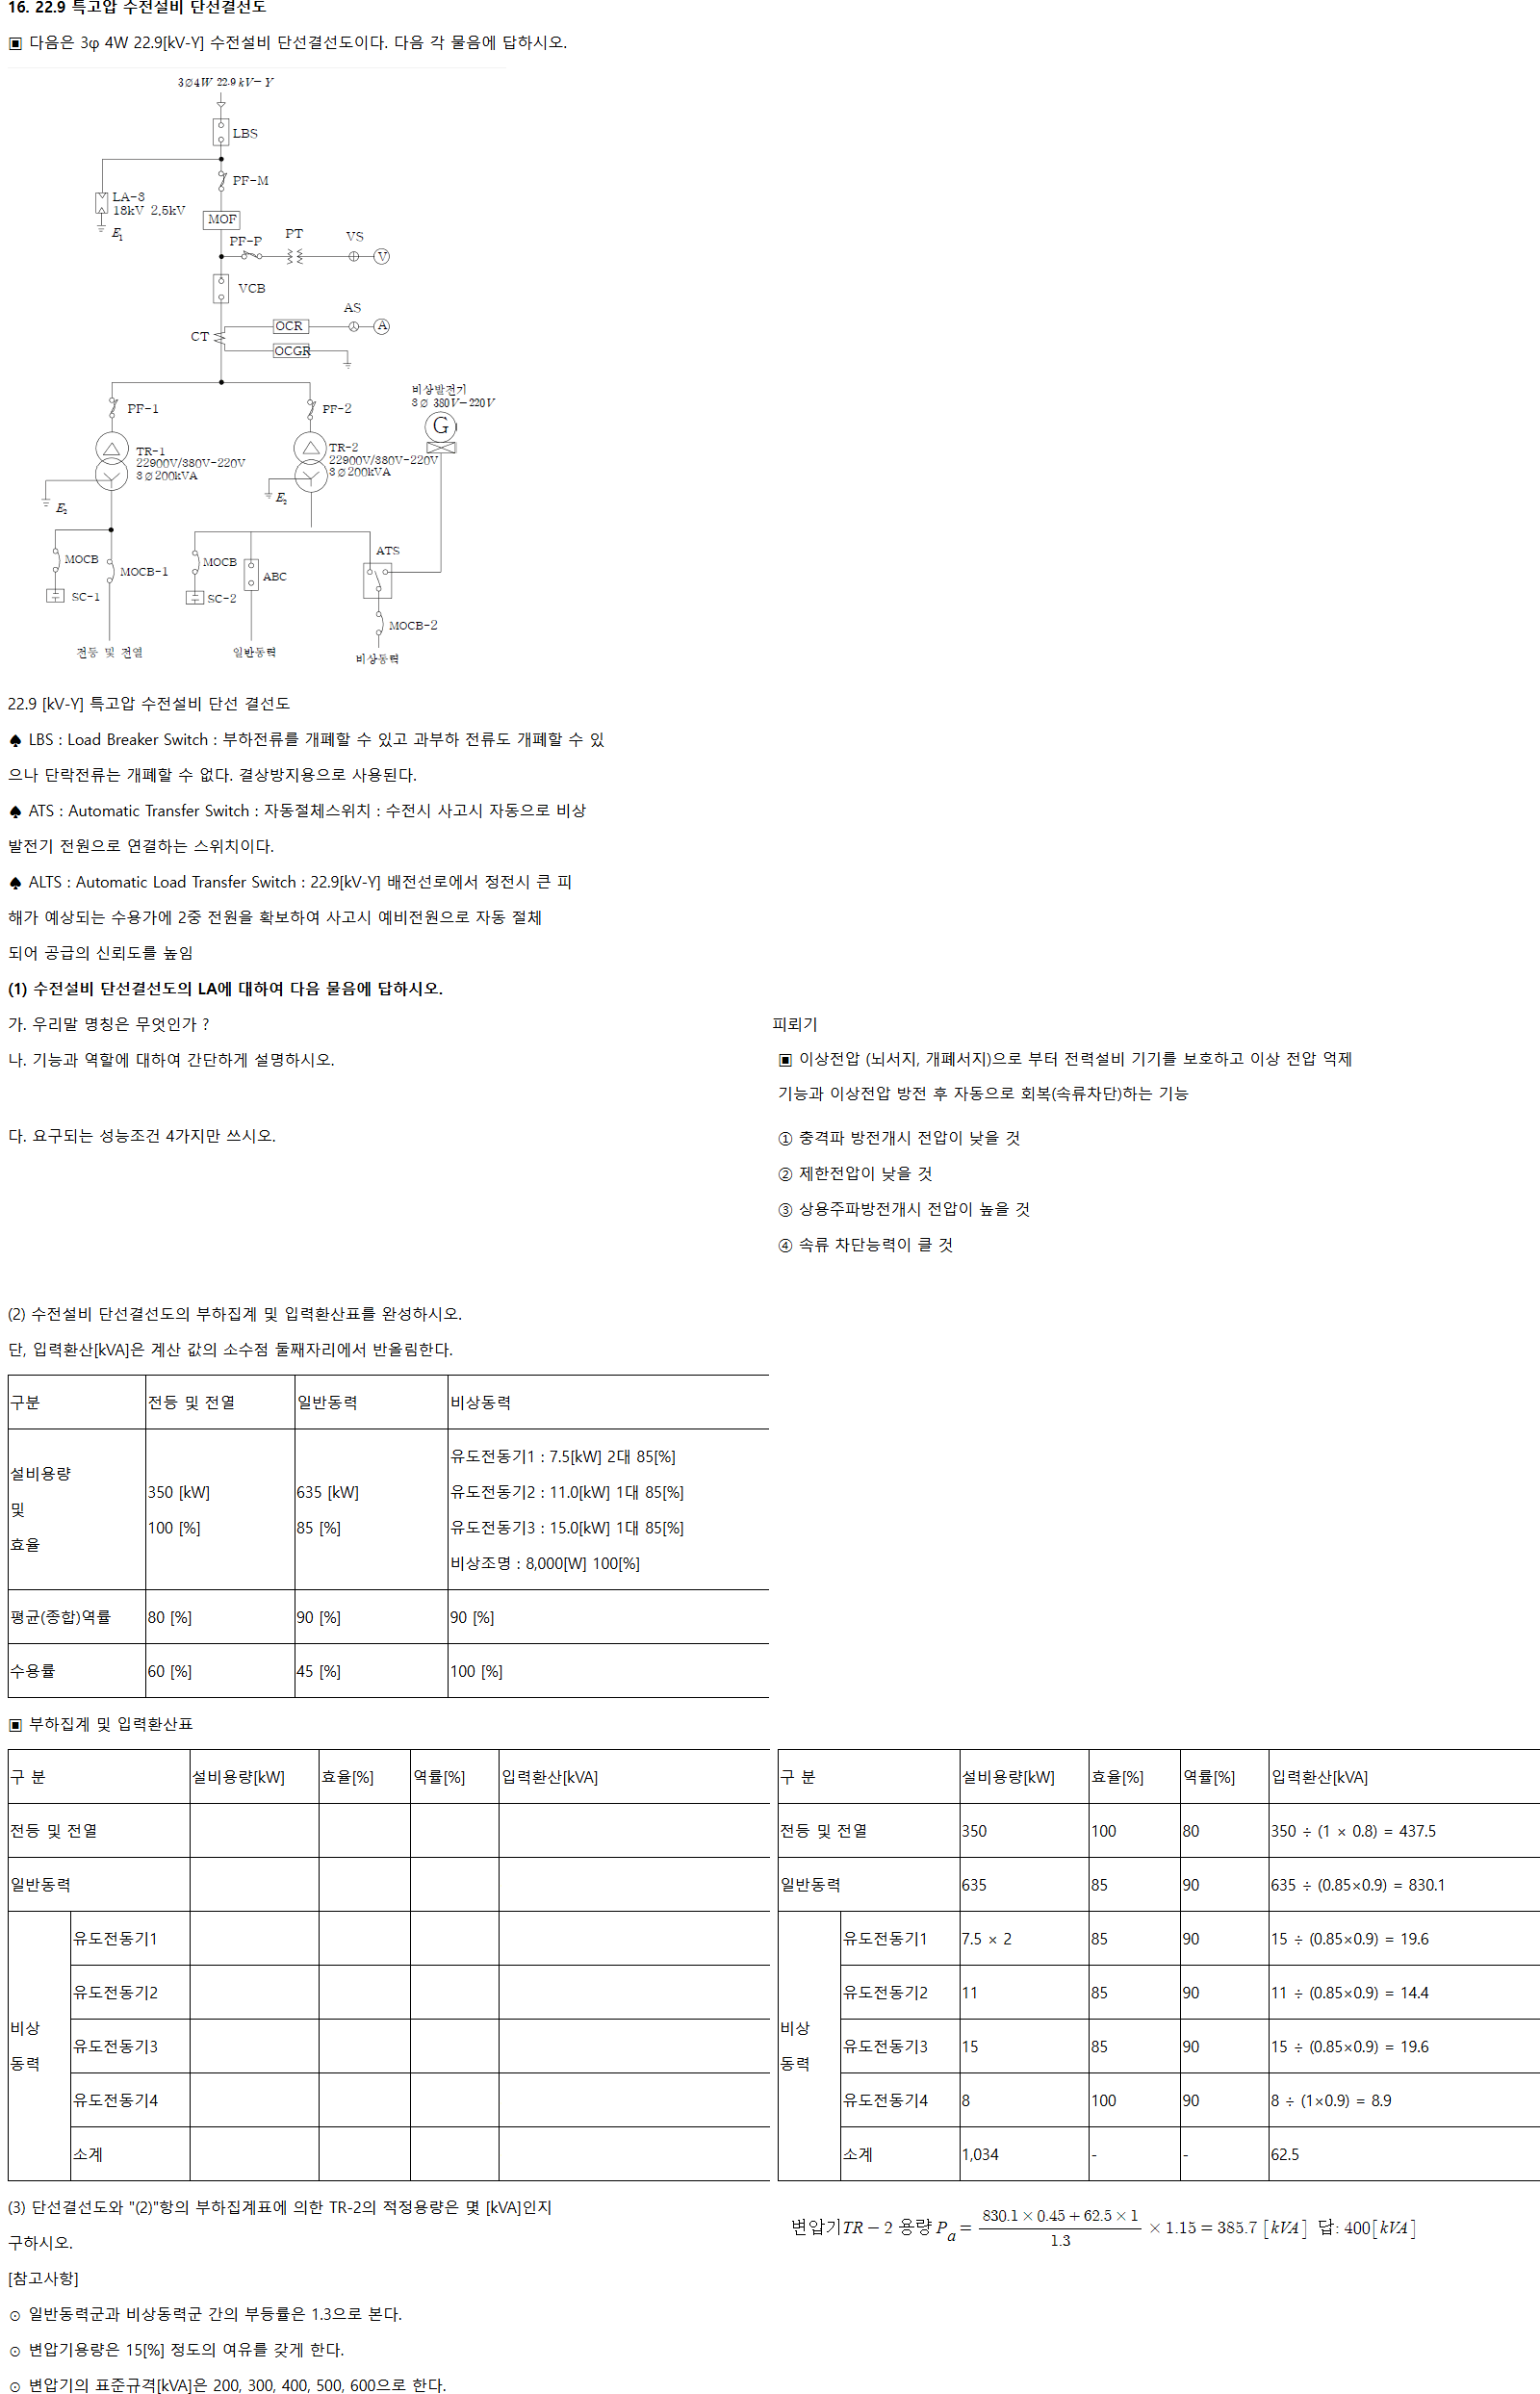 16. 22.9 특고압 수전설비 단선결선도
▣ 다음은 3φ 4W 22.9[kV-Y] 수전설비 단선결선도이다. 다음 각 물음에 답하시오.
3∅4W 22.9kV-Y
LBS
PF-M
LA-3
18kV 2.5kV
E₁
MOF
PF-P
PT
VS
V
VCB
AS
CT
OCR
A
OCGR
비상발전기
3∅ 380V-220V
G
PF-1
PF-2
TR-1
22900V/380V-220V
3∅200kVA
TR-2
22900V/380V-220V
3∅200kVA
E₂
E₂
ATS
MOCB
MOCB-1
MOCB
ABC
SC-1
SC-2
MOCB-2
전등 및 전열
일반동력
비상동력
22.9 [kV-Y] 특고압 수전설비 단선 결선도
♠ LBS : Load Breaker Switch : 부하전류를 개폐할 수 있고 과부하 전류도 개폐할 수 있
으나 단락전류는 개폐할 수 없다. 결상방지용으로 사용된다.
♠ ATS : Automatic Transfer Switch : 자동절체스위치 : 수전시 사고시 자동으로 비상
발전기 전원으로 연결하는 스위치이다.
♠ ALTS : Automatic Load Transfer Switch : 22.9[kV-Y] 배전선로에서 정전시 큰 피
해가 예상되는 수용가에 2중 전원을 확보하여 사고시 예비전원으로 자동 절체
되어 공급의 신뢰도를 높임
(1) 수전설비 단선결선도의 LA에 대하여 다음 물음에 답하시오.
가. 우리말 명칭은 무엇인가 ?
피뢰기
나. 기능과 역할에 대하여 간단하게 설명하시오.
▣ 이상전압 (뇌서지, 개폐서지)으로 부터 전력설비 기기를 보호하고 이상 전압 억제
기능과 이상전압 방전 후 자동으로 회복(속류차단)하는 기능
다. 요구되는 성능조건 4가지만 쓰시오.
① 충격파 방전개시 전압이 낮을 것
② 제한전압이 낮을 것
③ 상용주파방전개시 전압이 높을 것
④ 속류 차단능력이 클 것
(2) 수전설비 단선결선도의 부하집계 및 입력환산표를 완성하시오.
단, 입력환산[kVA]은 계산 값의 소수점 둘째자리에서 반올림한다.
구분 전등 및 전열 일반동력 비상동력
설비용량
및
효율
350 [kW]
100 [%]
635 [kW]
85 [%]
유도전동기1 : 7.5[kW] 2대 85[%]
유도전동기2 : 11.0[kW] 1대 85[%]
유도전동기3 : 15.0[kW] 1대 85[%]
비상조명 : 8,000[W] 100[%]
평균(종합)역률 80 [%] 90 [%] 90 [%]
수용률 60 [%] 45 [%] 100 [%]
▣ 부하집계 및 입력환산표
구 분 설비용량[kW] 효율[%] 역률[%] 입력환산[kVA]
전등 및 전열
일반동력
비상
동력
유도전동기1
유도전동기2
유도전동기3
유도전동기4
소계
구 분 설비용량[kW] 효율[%] 역률[%] 입력환산[kVA]
전등 및 전열 350 100 80 350 ÷ (1 × 0.8) = 437.5
일반동력 635 85 90 635 ÷ (0.85×0.9) = 830.1
비상
동력
유도전동기1 7.5 × 2 85 90 15 ÷ (0.85×0.9) = 19.6
유도전동기2 11 85 90 11 ÷ (0.85×0.9) = 14.4
유도전동기3 15 85 90 15 ÷ (0.85×0.9) = 19.6
유도전동기4 8 100 90 8 ÷ (1×0.9) = 8.9
소계 1,034 - - 62.5
(3) 단선결선도와 "(2)"항의 부하집계표에 의한 TR-2의 적정용량은 몇 [kVA]인지
구하시오.
변압기TR-2 용량 Pa = (830.1×0.45+62.5×1)/1.3 × 1.15 = 385.7 [kVA] 답: 400[kVA]
[참고사항]
⊙ 일반동력군과 비상동력군 간의 부등률은 1.3으로 본다.
⊙ 변압기용량은 15[%] 정도의 여유를 갖게 한다.
⊙ 변압기의 표준규격[kVA]은 200, 300, 400, 500, 600으로 한다.